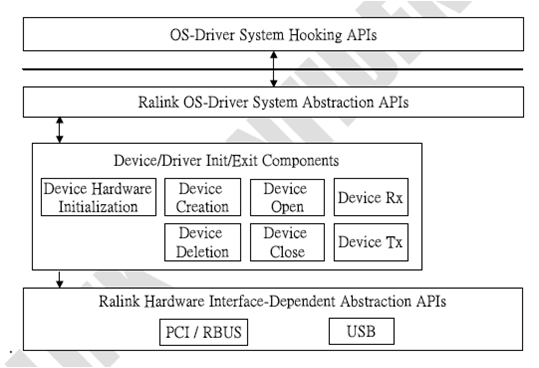 OS-Driver System Hooking APIs
Ralink OS-Driver System Abstraction APIs
Device/Driver Init/Exit Components
Device Hardware
Initialization
Device
Creation
Device
Open
Device Rx
Device
Deletion
Device
Close
Device Tx
Ralink Hardware Interface-Dependent Abstraction APIs
PCI / RBUS
USB